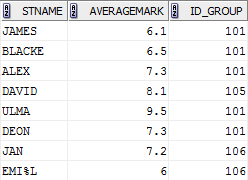 STNAME AVERAGEMARK ID_GROUP
JAMES 6.1 101
BLACKE 6.5 101
ALEX 7.3 101
DAVID 8.1 105
ULMA 9.5 101
DEON 7.3 101
JAN 7.2 106
EMI%L 6 106